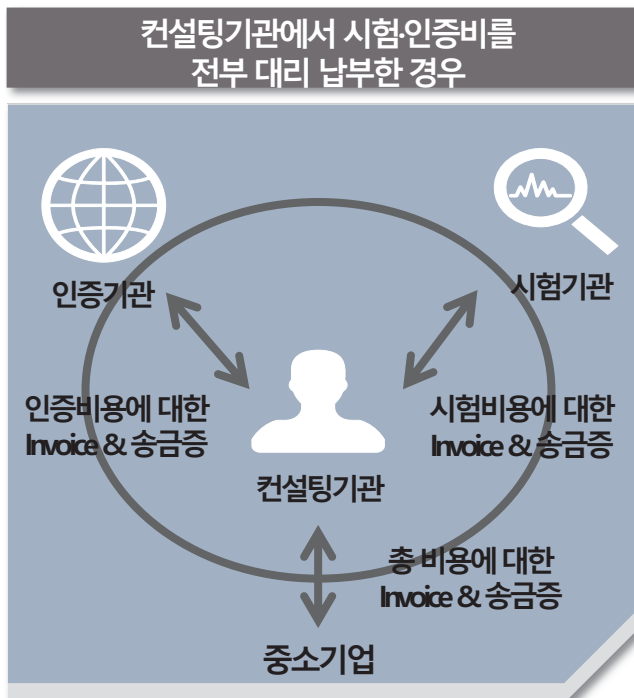 컨설팅기관에서 시험·인증비를
전부 대리 납부한 경우
인증기관
시험기관
인증비용에 대한
Invoice & 송금증
시험비용에 대한
Invoice & 송금증
컨설팅기관
총 비용에 대한
Invoice & 송금증
중소기업